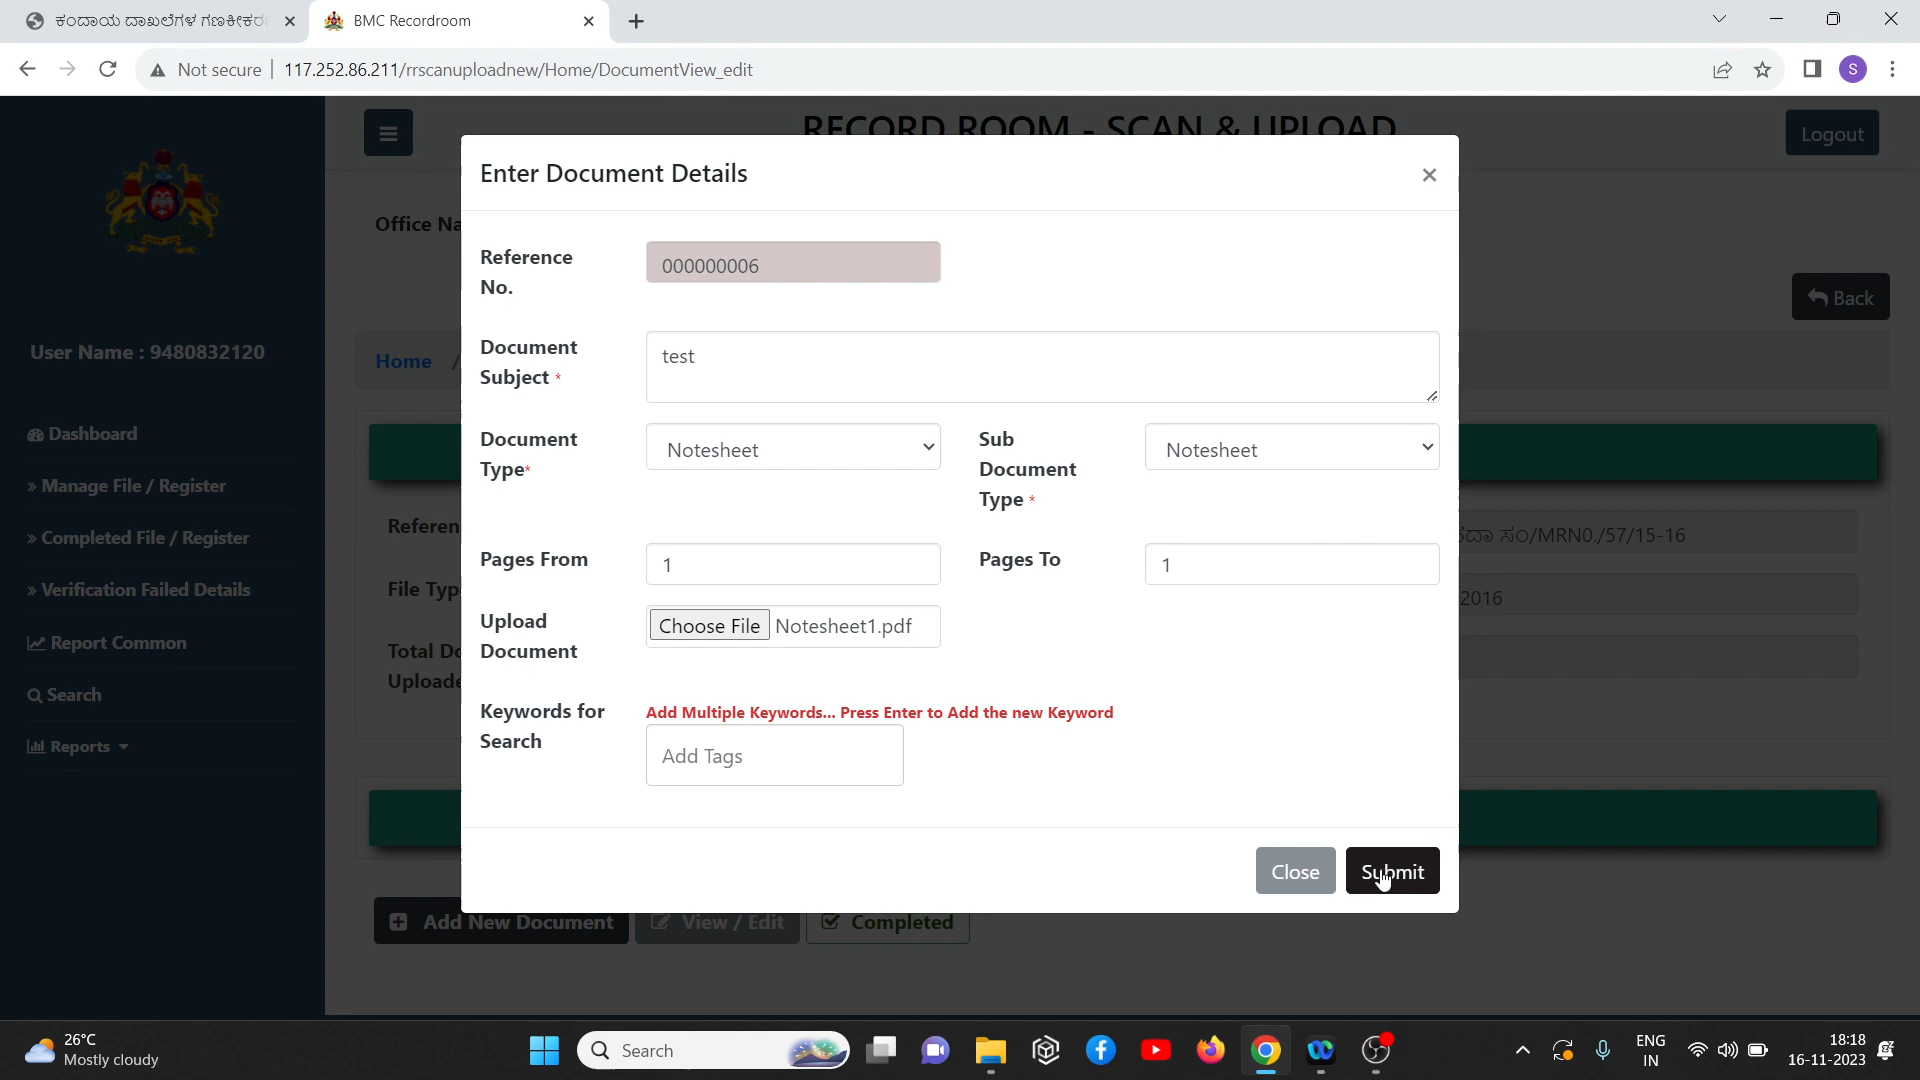 ಕಂದಾಯ ದಾಖಲೆಗಳ ಗಣಕೀಕರ
BMC Recordroom
Not secure
117.252.86.211/rrscanuploadnew/Home/DocumentView_edit
S
RECORD ROOM - SCAN & UPLOAD
Logout
Enter Document Details
Office Na
Reference No.
000000006
Back
User Name : 9480832120
Home /
Document Subject *
test
Dashboard
Document Type*
Notesheet
Sub Document Type *
Notesheet
» Manage File / Register
Referen
ಸಂ/MRN0./57/15-16
» Completed File / Register
Pages From
1
Pages To
1
» Verification Failed Details
File Typ
2016
Upload Document
Choose File Notesheet1.pdf
Report Common
Total Do
Uploade
Search
Keywords for Search
Add Multiple Keywords... Press Enter to Add the new Keyword
Add Tags
Reports
Close
Submit
Add New Document
View / Edit
Completed
26°C
Mostly cloudy
Search
ENG
IN
18:18
16-11-2023